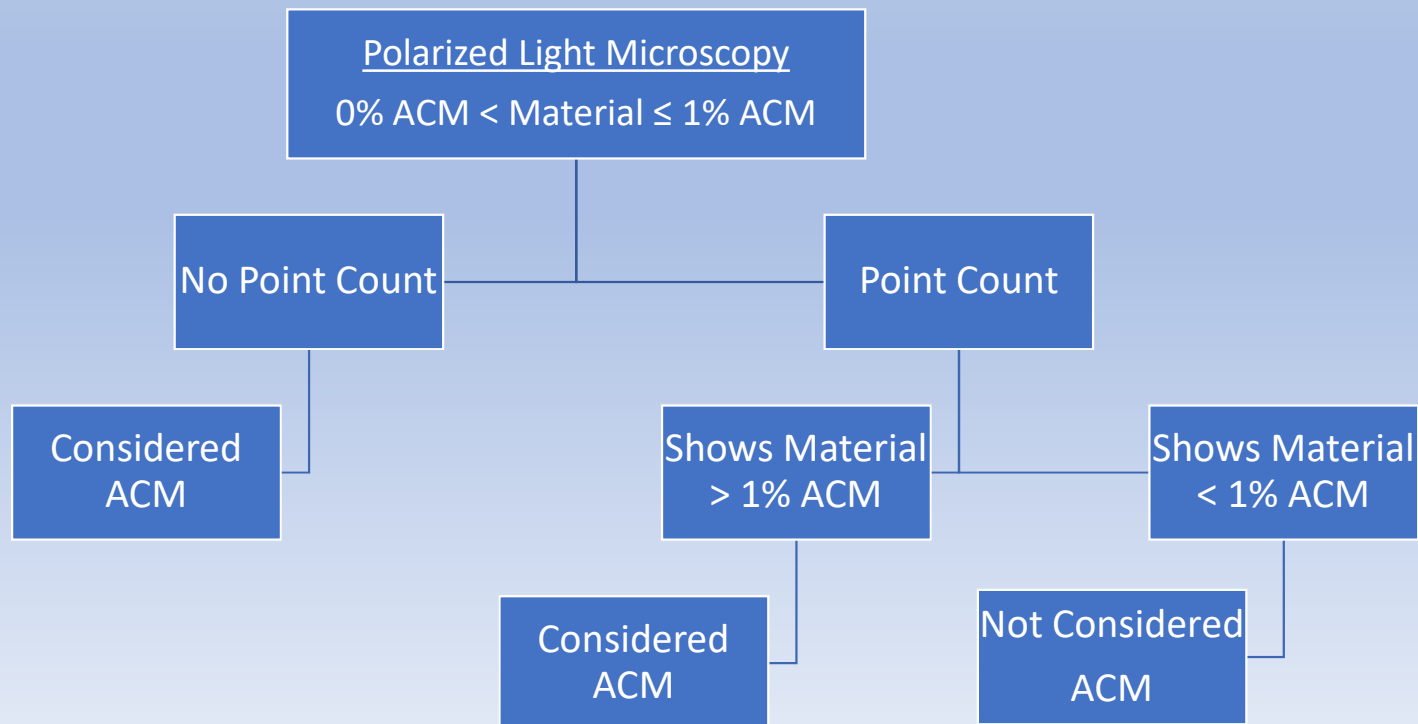 Polarized Light Microscopy
0% ACM < Material ≤ 1% ACM
No Point Count
Point Count
Considered
ACM
Shows Material
> 1% ACM
Shows Material
< 1% ACM
Considered
ACM
Not Considered
ACM